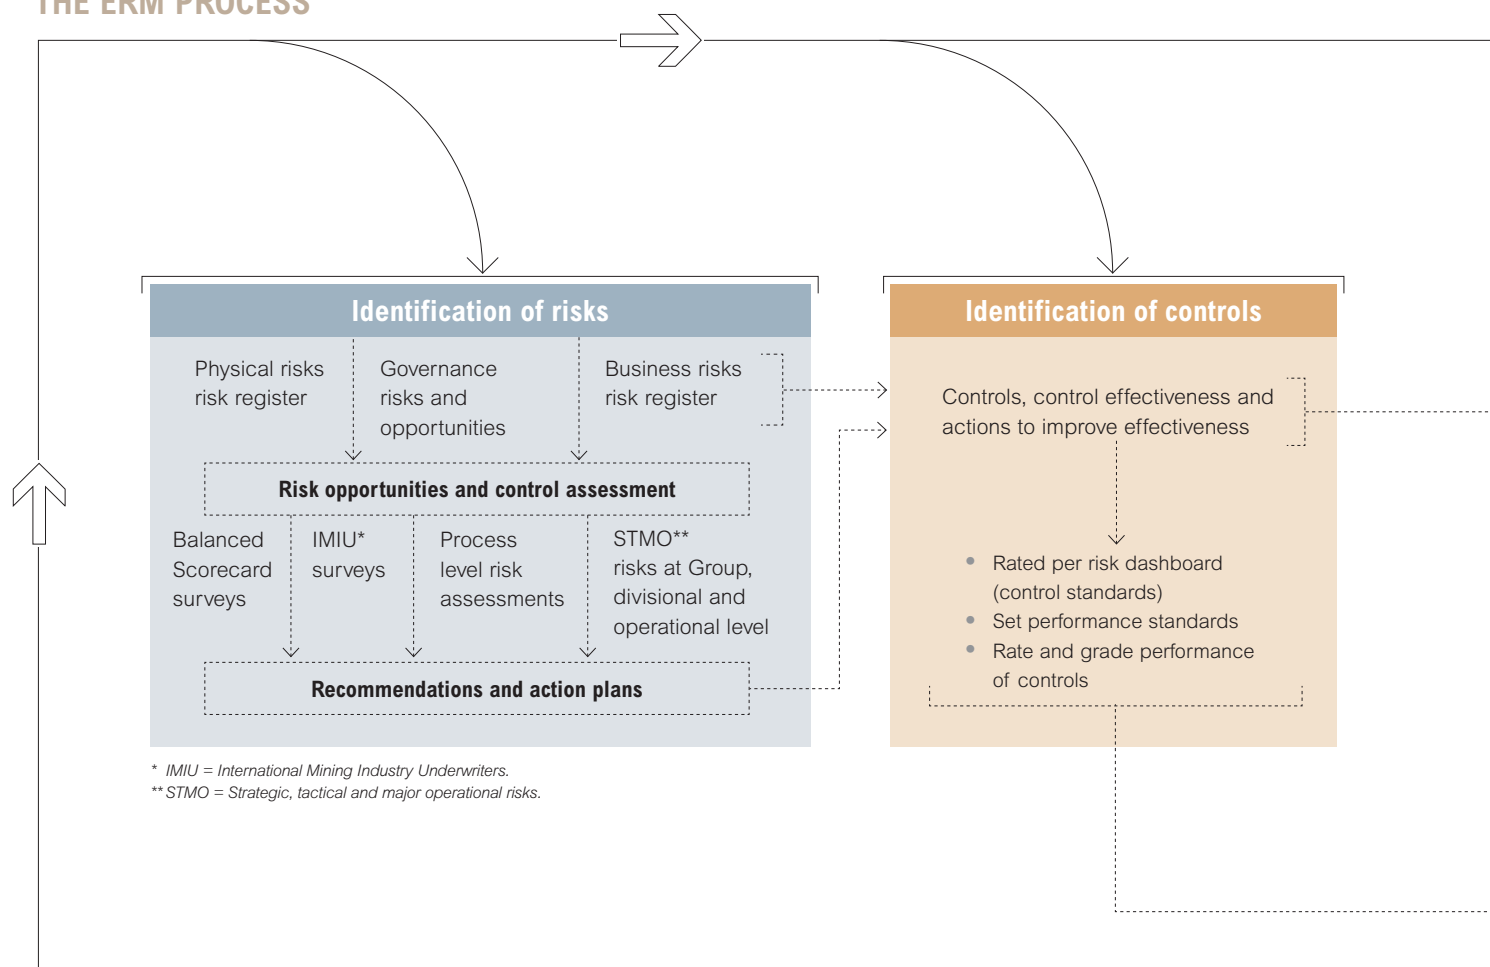 THE ERM PROCESS
Identification of risks
Physical risks
risk register
Governance
risks and
opportunities
Business risks
risk register
Risk opportunities and control assessment
Balanced
Scorecard
surveys
IMIU*
surveys
Process
level risk
assessments
STMO**
risks at Group,
divisional and
operational level
Recommendations and action plans
* IMIU = International Mining Industry Underwriters.
** STMO = Strategic, tactical and major operational risks.
Identification of controls
Controls, control effectiveness and
actions to improve effectiveness
• Rated per risk dashboard
(control standards)
• Set performance standards
• Rate and grade performance
of controls